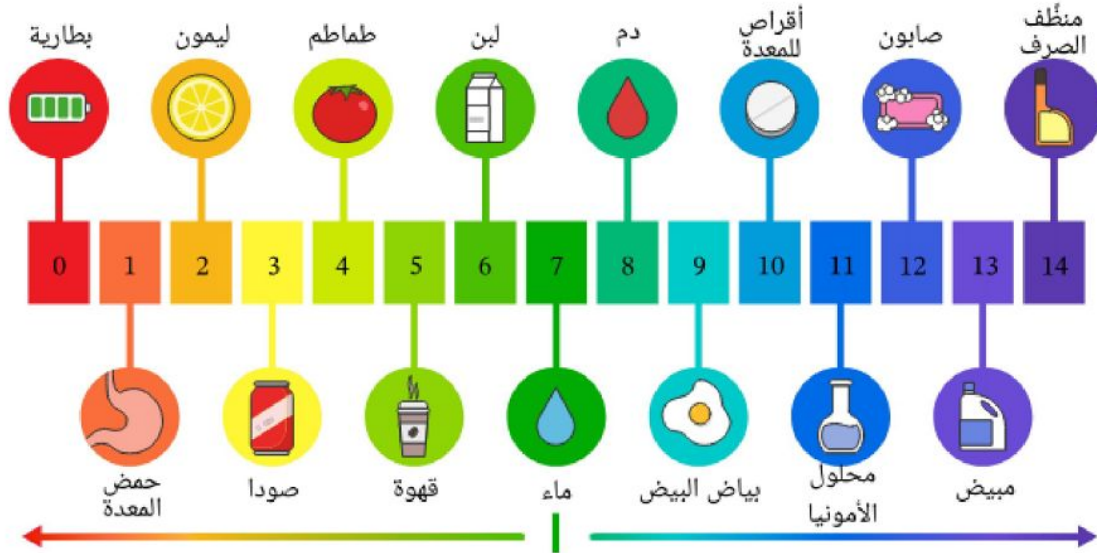 بطارية
ليمون
طماطم
لبن
دم
أقراص
للمعدة
صابون
منظِّف
الصرف
0 1 2 3 4 5 6 7 8 9 10 11 12 13 14
حمض
المعدة
صودا
قهوة
ماء
بياض البيض
محلول
الأمونيا
مبيض